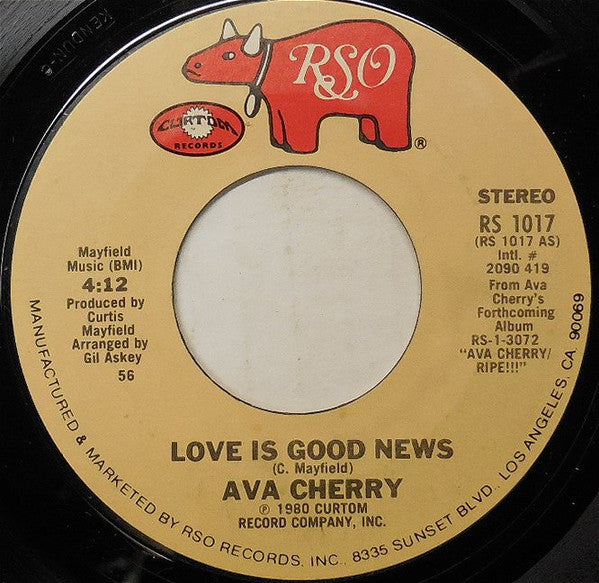 KENDUN-B
RSO
®
CURTOM
RECORDS
STEREO
RS 1017
(RS 1017 AS)
Intl. #
2090 419
From Ava
Cherry's
Forthcoming
Album
RS-1-3072
"AVA CHERRY/
RIPE!!!"
Mayfield
Music (BMI)
4:12
Produced by
Curtis
Mayfield
Arranged by
Gil Askey
56
LOVE IS GOOD NEWS
(C. Mayfield)
AVA CHERRY
℗ 1980 CURTOM
RECORD COMPANY, INC.
MANUFACTURED & MARKETED BY RSO RECORDS, INC., 8335 SUNSET BLVD., LOS ANGELES, CA 90069